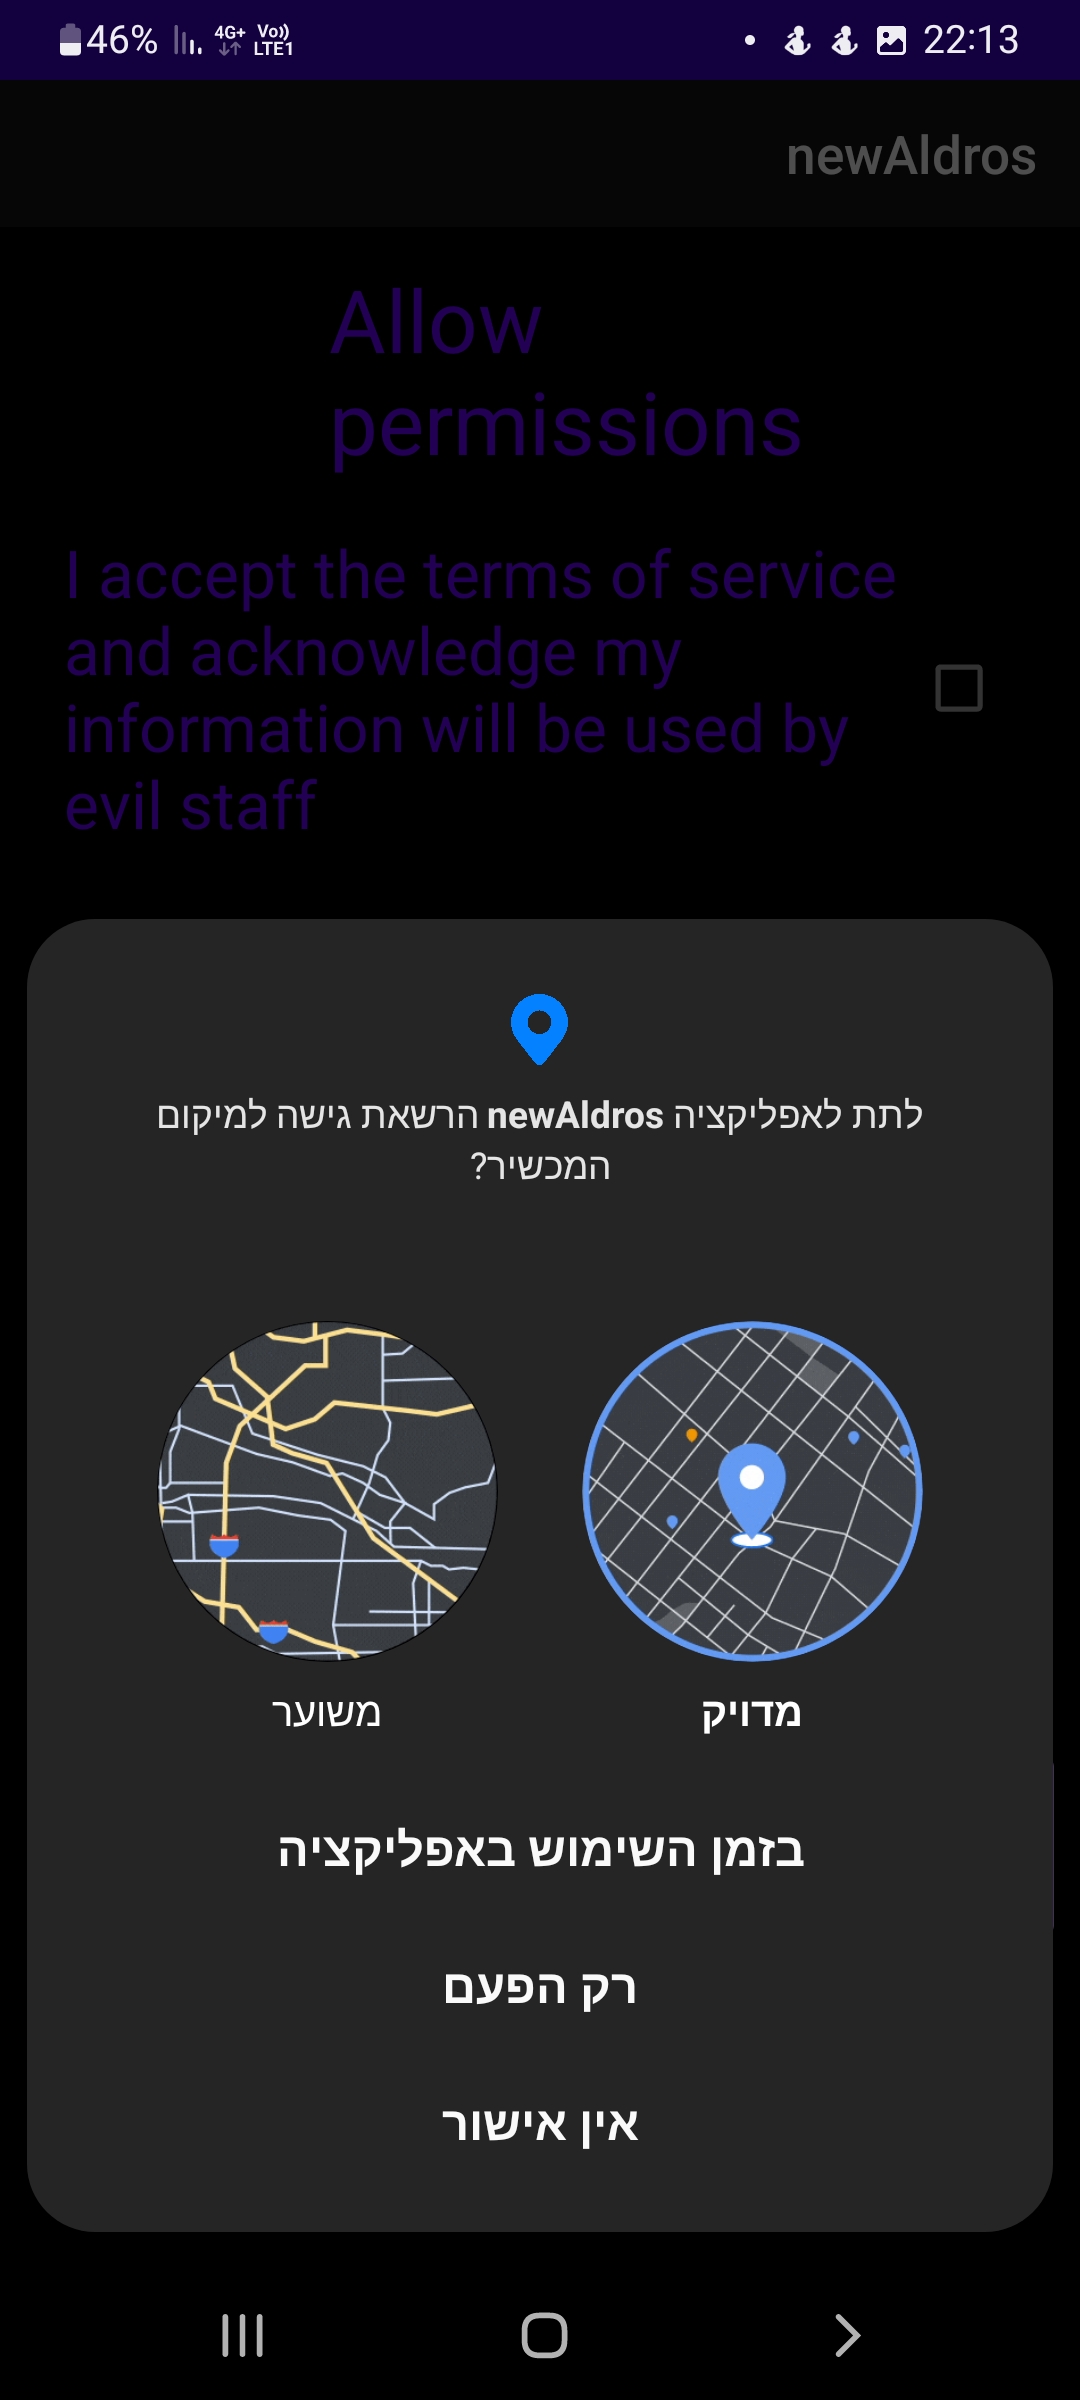 46% 4G+ Vo)) LTE1 22:13
newAldros
Allow
permissions
I accept the terms of service
and acknowledge my
information will be used by
evil staff
לתת לאפליקציה newAldros הרשאת גישה למיקום
המכשיר?
מדויק משוער
בזמן השימוש באפליקציה
רק הפעם
אין אישור